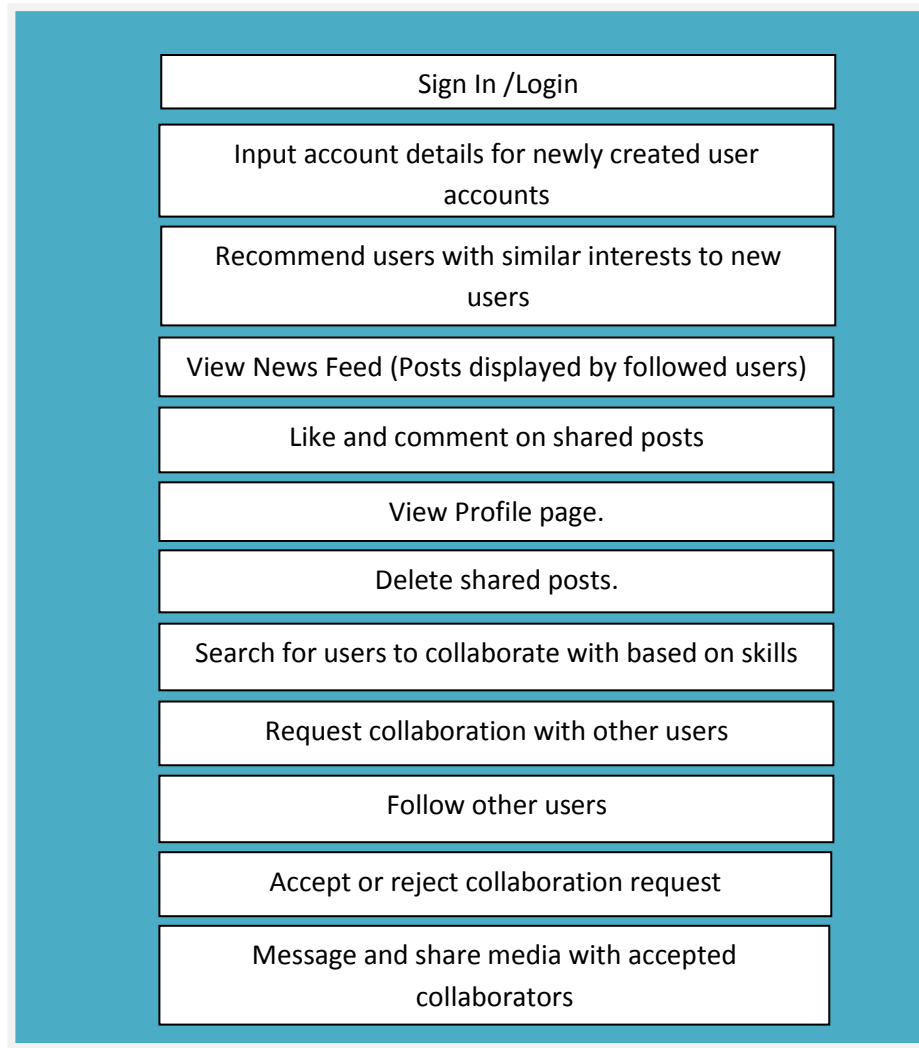 Sign In /Login
Input account details for newly created user
accounts
Recommend users with similar interests to new
users
View News Feed (Posts displayed by followed users)
Like and comment on shared posts
View Profile page.
Delete shared posts.
Search for users to collaborate with based on skills
Request collaboration with other users
Follow other users
Accept or reject collaboration request
Message and share media with accepted
collaborators